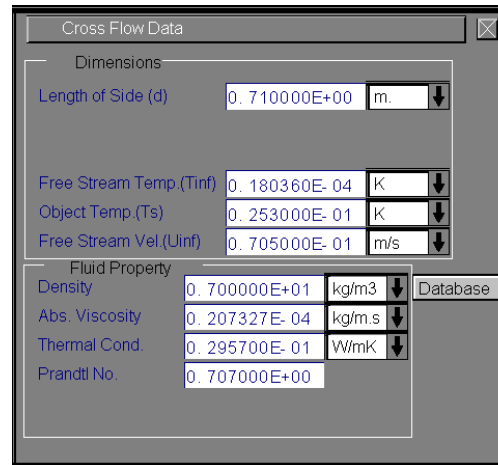 Cross Flow Data
Dimensions
Length of Side (d) 0. 710000E+00 m.
Free Stream Temp.(Tinf) 0. 180360E- 04 K
Object Temp.(Ts) 0. 253000E- 01 K
Free Stream Vel.(Uinf) 0. 705000E- 01 m/s
Fluid Property
Density 0. 700000E+01 kg/m3 Database
Abs. Viscosity 0. 207327E- 04 kg/m.s
Thermal Cond. 0. 295700E- 01 W/mK
Prandtl No. 0. 707000E+00